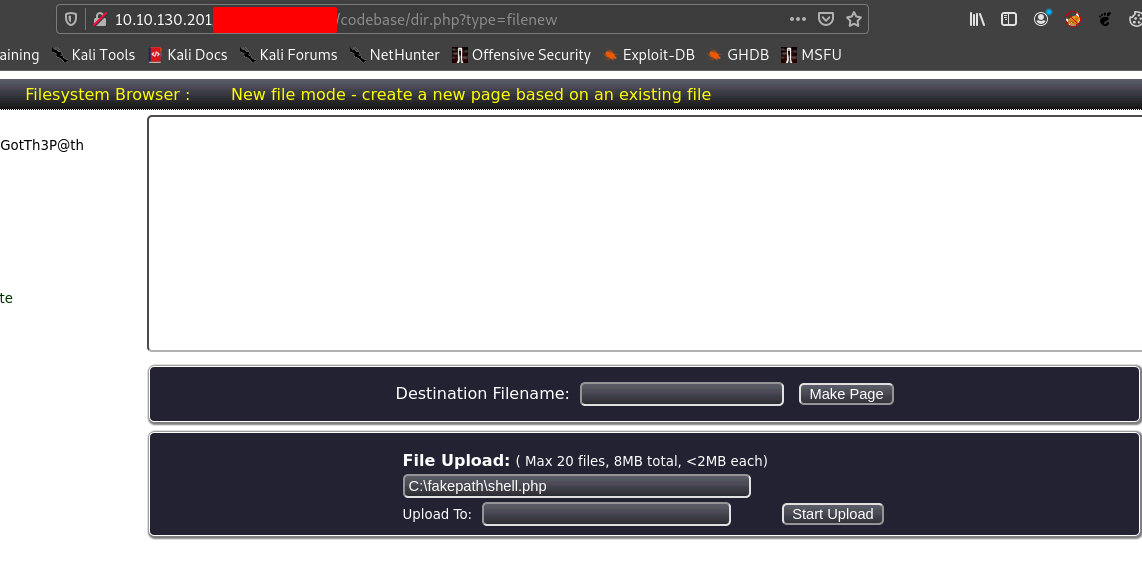 10.10.130.201 /codebase/dir.php?type=filenew
aining Kali Tools Kali Docs Kali Forums NetHunter Offensive Security Exploit-DB GHDB MSFU
Filesystem Browser : New file mode - create a new page based on an existing file
GotTh3P@th
te
Destination Filename: Make Page
File Upload: ( Max 20 files, 8MB total, <2MB each)
C:\fakepath\shell.php
Upload To: Start Upload